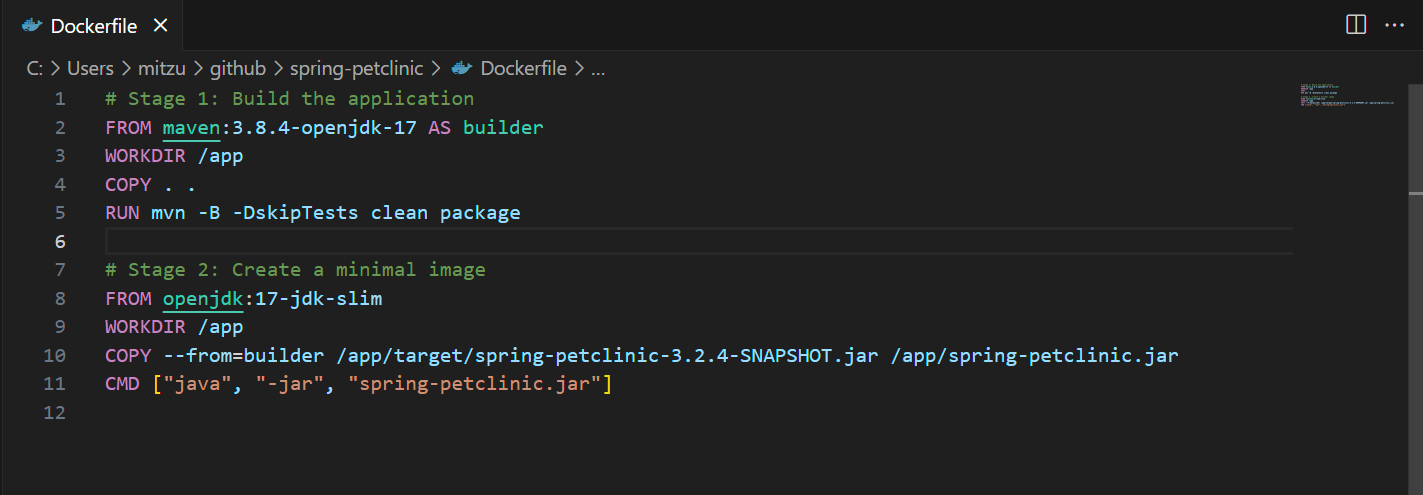 Dockerfile
C: > Users > mitzu > github > spring-petclinic > Dockerfile > ...
1 # Stage 1: Build the application
2 FROM maven:3.8.4-openjdk-17 AS builder
3 WORKDIR /app
4 COPY . .
5 RUN mvn -B -DskipTests clean package
6
7 # Stage 2: Create a minimal image
8 FROM openjdk:17-jdk-slim
9 WORKDIR /app
10 COPY --from=builder /app/target/spring-petclinic-3.2.4-SNAPSHOT.jar /app/spring-petclinic.jar
11 CMD ["java", "-jar", "spring-petclinic.jar"]
12